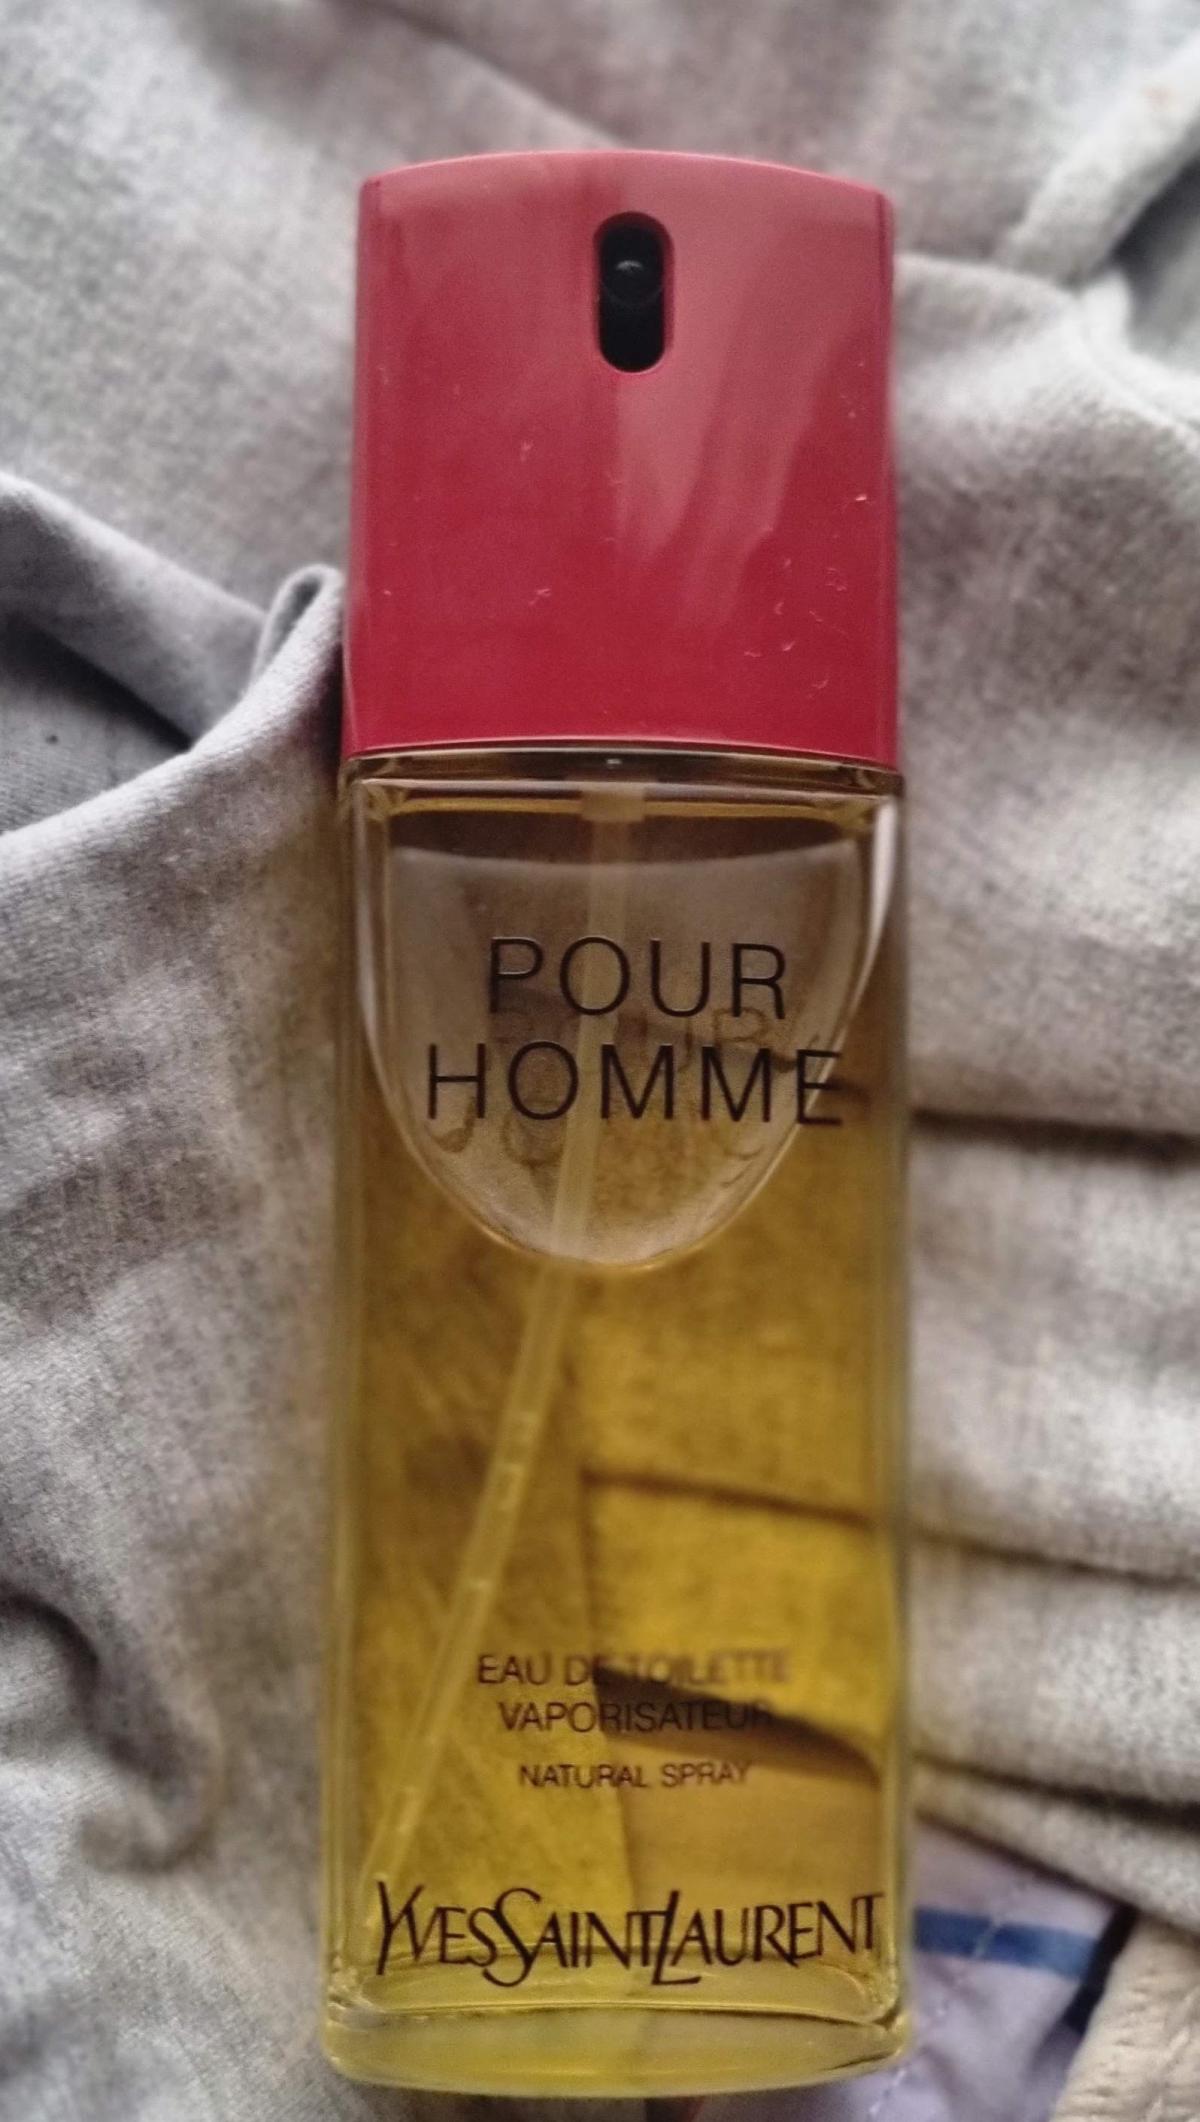 POUR
HOMME
EAU DE TOILETTE
VAPORISATEUR
NATURAL SPRAY
YVESSAINTLAURENT